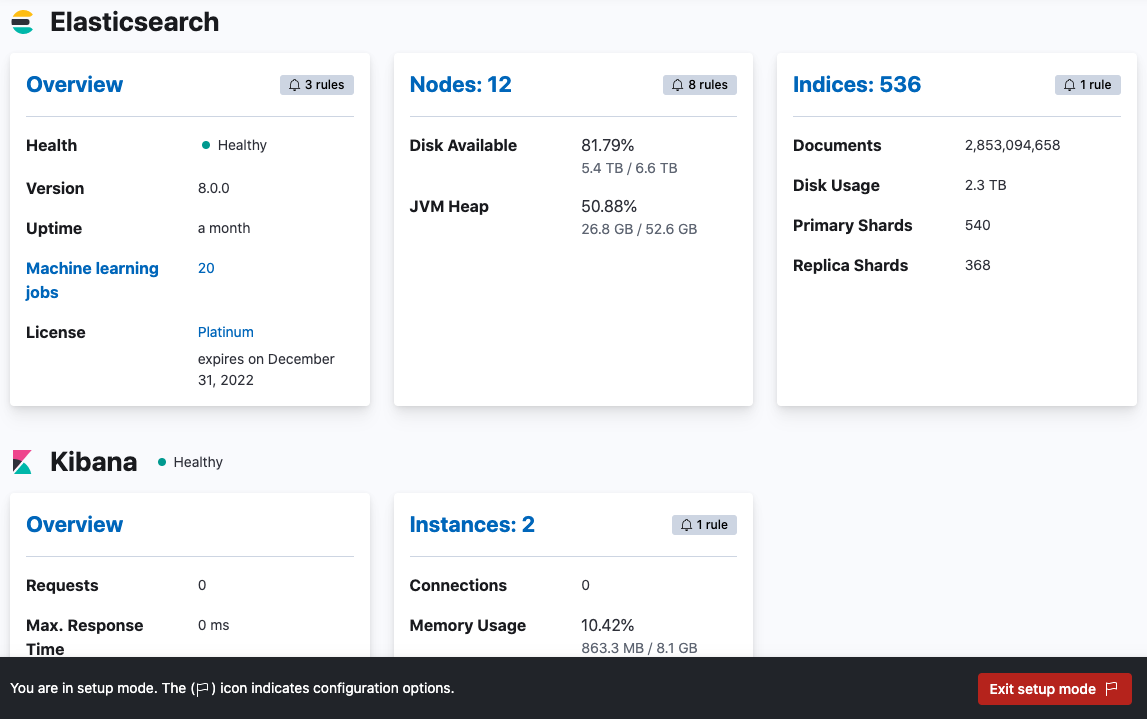 Elasticsearch
Overview
3 rules
Health
Healthy
Version
8.0.0
Uptime
a month
Machine learning
jobs
20
License
Platinum
expires on December
31, 2022
Nodes: 12
8 rules
Disk Available
81.79%
5.4 TB / 6.6 TB
JVM Heap
50.88%
26.8 GB / 52.6 GB
Indices: 536
1 rule
Documents
2,853,094,658
Disk Usage
2.3 TB
Primary Shards
540
Replica Shards
368
Kibana
Healthy
Overview
Requests
0
Max. Response
Time
0 ms
Instances: 2
1 rule
Connections
0
Memory Usage
10.42%
863.3 MB / 8.1 GB
You are in setup mode. The ( ) icon indicates configuration options.
Exit setup mode